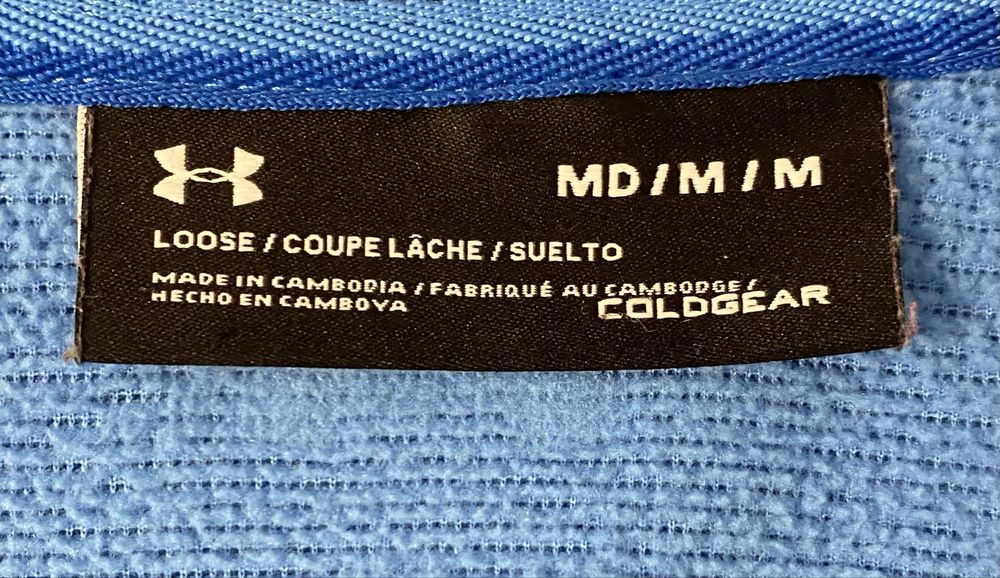 MD / M / M
LOOSE / COUPE LÂCHE / SUELTO
MADE IN CAMBODIA / FABRIQUÉ AU CAMBODGE /
HECHO EN CAMBOYA
COLDGEAR